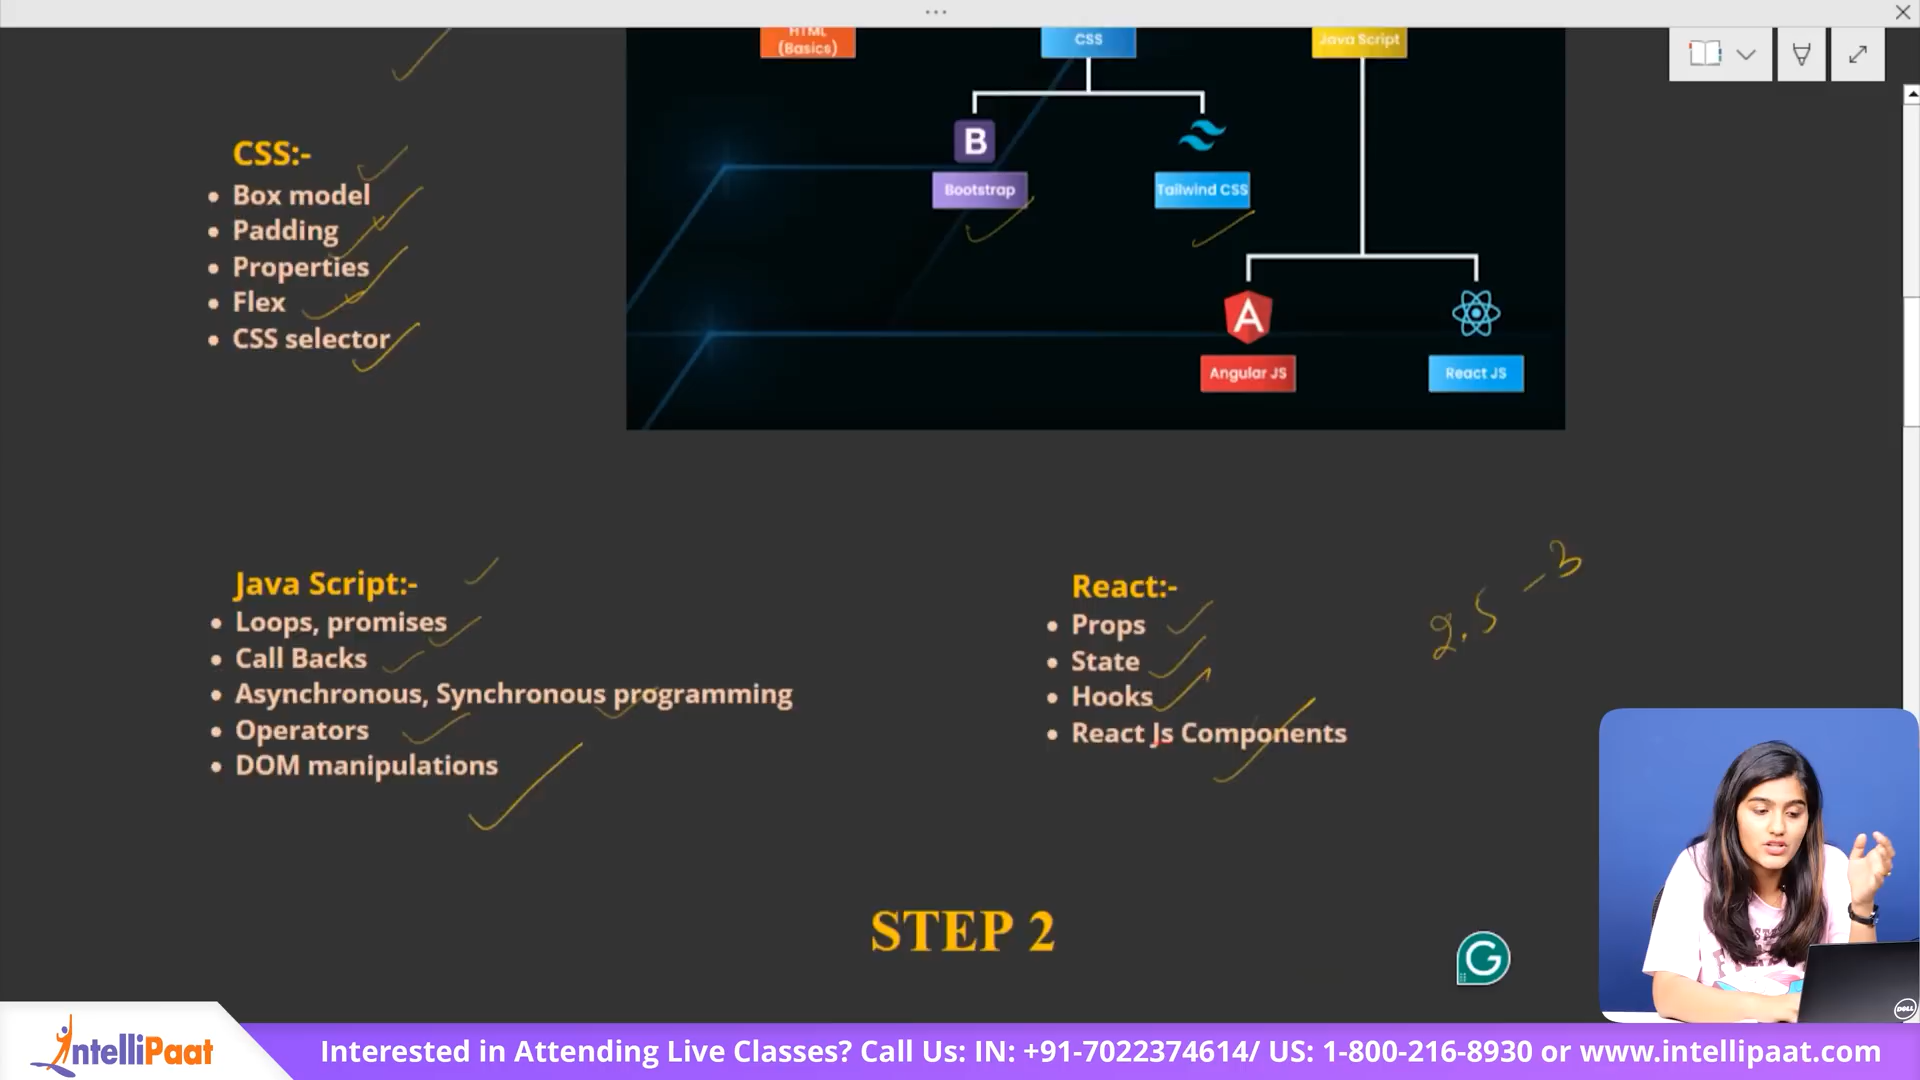 HTML
(Basics)
CSS
Java Script
B
Bootstrap
Tailwind CSS
A
Angular JS
React JS
CSS:-
• Box model
• Padding
• Properties
• Flex
• CSS selector
Java Script:-
• Loops, promises
• Call Backs
• Asynchronous, Synchronous programming
• Operators
• DOM manipulations
React:-
• Props
• State
• Hooks
• React Js Components
2.5 - 3
STEP 2
G
DELL
IntelliPaat
Interested in Attending Live Classes? Call Us: IN: +91-7022374614/ US: 1-800-216-8930 or www.intellipaat.com